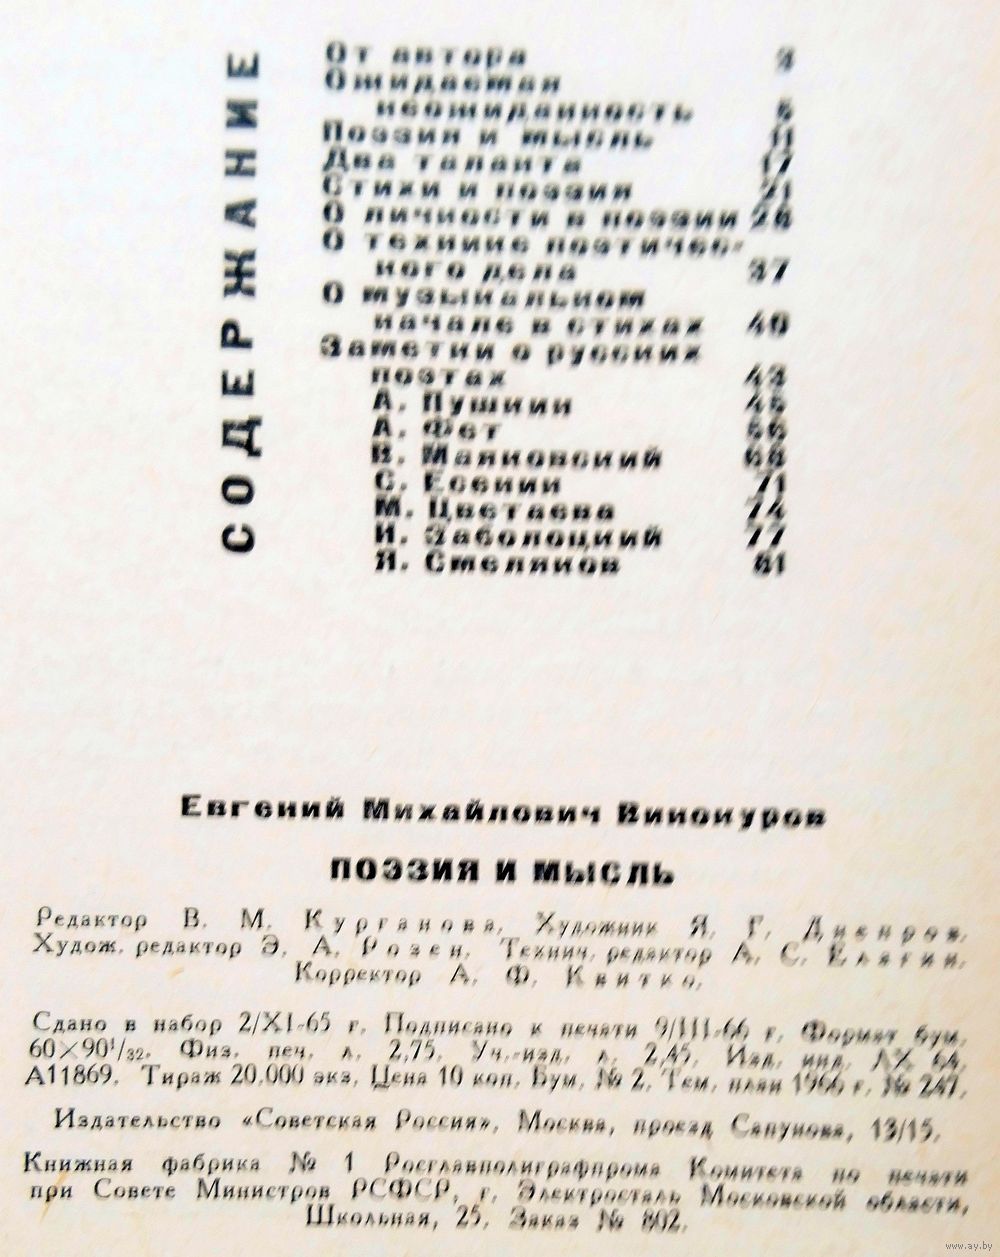 СОДЕРЖАНИЕ
От автора 3
Ожидаемая
неожиданность 5
Поэзия и мысль 11
Два таланта 17
Стихи и поэзия 21
О личности в поэзии 28
О технике поэтичес-
кого дела 37
О музыкальном
начале в стихах 40
Заметки о русских
поэтах 43
А. Пушкин 45
А. Фет
В. Маяковский 68
С. Есенин 71
М. Цветаева 74
Н. Заболоцкий 77
Я. Смеляков 81
Евгений Михайлович Винокуров
ПОЭЗИЯ И МЫСЛЬ
Редактор В. М. Курганова. Художник Я. Г. Днепров.
Худож. редактор Э. А. Розен. Технич. редактор А. С. Елагин.
Корректор А. Ф. Квитко.
Сдано в набор 2/XI-65 г. Подписано к печати 9/III-66 г. Формат бум.
60×90¹/₃₂. Физ. печ. л. 2,75. Уч.-изд. л. 2,45. Изд. инд. ЛХ 64.
А11869. Тираж 20.000 экз. Цена 10 коп. Бум. № 2. Тем. план 1966 г. № 247.
Издательство «Советская Россия», Москва, проезд Сапунова, 13/15.
Книжная фабрика № 1 Росглавполиграфпрома Комитета по печати
при Совете Министров РСФСР, г. Электросталь Московской области,
Школьная, 25. Заказ № 802.
www.ay.by